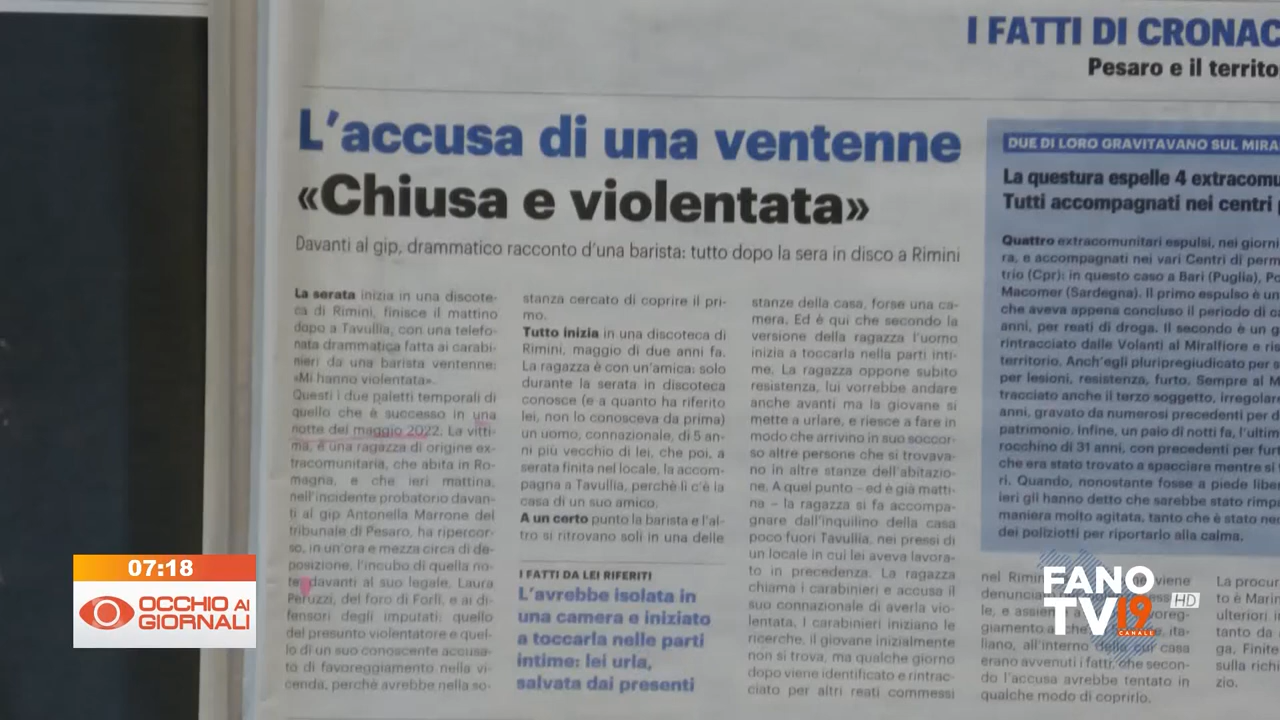 I FATTI DI CRONAC
Pesaro e il territo
L'accusa di una ventenne
«Chiusa e violentata»
Davanti al gip, drammatico racconto d'una barista: tutto dopo la sera in disco a Rimini
La serata inizia in una discote-
ca di Rimini, finisce il mattino
dopo a Tavullia, con una telefo-
nata drammatica fatta ai carabi-
nieri da una barista ventenne:
«Mi hanno violentata».
Questi i due paletti temporali di
quello che è successo in una
notte del maggio 2022. La vitti-
ma, è una ragazza di origine ex-
tracomunitaria, che abita in Ro-
magna, e che ieri mattina,
nell'incidente probatorio davan-
ti al gip Antonella Marrone del
tribunale di Pesaro, ha ripercor-
so, in un'ora e mezza circa di de-
posizione, l'incubo di quella not-
te davanti al suo legale, Laura
Peruzzi, del foro di Forlì, e ai di-
fensori degli imputati: quello
del presunto violentatore e quel-
lo di un suo conoscente accusa-
to di favoreggiamento nella vi-
cenda, perchè avrebbe nella so-
stanza cercato di coprire il pri-
mo.
Tutto inizia in una discoteca di
Rimini, maggio di due anni fa.
La ragazza è con un'amica: solo
durante la serata in discoteca
conosce (e a quanto ha riferito
lei, non lo conosceva da prima)
un uomo, connazionale, di 5 an-
ni più vecchio di lei, che poi, a
serata finita nel locale, la accom-
pagna a Tavullia, perchè lì c'è la
casa di un suo amico.
A un certo punto la barista e l'al-
tro si ritrovano soli in una delle
I FATTI DA LEI RIFERITI
L'avrebbe isolata in
una camera e iniziato
a toccarla nelle parti
intime: lei urla,
salvata dai presenti
stanze della casa, forse una ca-
mera. Ed è qui che secondo la
versione della ragazza l'uomo
inizia a toccarla nella parti inti-
me. La ragazza oppone subito
resistenza, lui vorrebbe andare
anche avanti ma la giovane si
mette a urlare, e riesce a fare in
modo che arrivino in suo soccor-
so altre persone che si trovava-
no in altre stanze dell'abitazio-
ne. A quel punto – ed è già matti-
na – la ragazza si fa accompa-
gnare dall'inquilino della casa
poco fuori Tavullia, nei pressi di
un locale in cui lei aveva lavora-
to in precedenza. La ragazza
chiama i carabinieri e accusa il
suo connazionale di averla vio-
lentata. I carabinieri iniziano le
ricerche, il giovane inizialmente
non si trova, ma qualche giorno
dopo viene identificato e rintrac-
ciato per altri reati commessi
nel Rimin viene
denuncia
le, e assie
giamento ita-
liano, all'interno della cui casa
erano avvenuti i fatti, che secon-
do l'accusa avrebbe tentato in
qualche modo di coprirlo.
La procur
to è Marin
ulteriori in
tanto da
ga. Finite
sulla richi
zio.
DUE DI LORO GRAVITAVANO SUL MIRA
La questura espelle 4 extracomu
Tutti accompagnati nei centri p
Quattro extracomunitari espulsi, nei giorni
ra, e accompagnati nei vari Centri di perm
trio (Cpr): in questo caso a Bari (Puglia), Po
Macomer (Sardegna). Il primo espulso è un
che aveva appena concluso il periodo di ca
anni, per reati di droga. Il secondo è un g
rintracciato dalle Volanti al Miralfiore e ris
territorio. Anch'egli pluripregiudicato per s
per lesioni, resistenza, furto. Sempre al M
tracciato anche il terzo soggetto, irregolare
anni, gravato da numerosi precedenti per d
patrimonio. Infine, un paio di notti fa, l'ultim
rocchino di 31 anni, con precedenti per furt
che era stato trovato a spacciare mentre si t
ri. Quando, nonostante fosse a piede liber
ieri gli hanno detto che sarebbe stato rimp
maniera molto agitata, tanto che è stato ne
dei poliziotti per riportarlo alla calma.
07:18
OCCHIO AI
GIORNALI
FANO
TV19 HD
CANALE